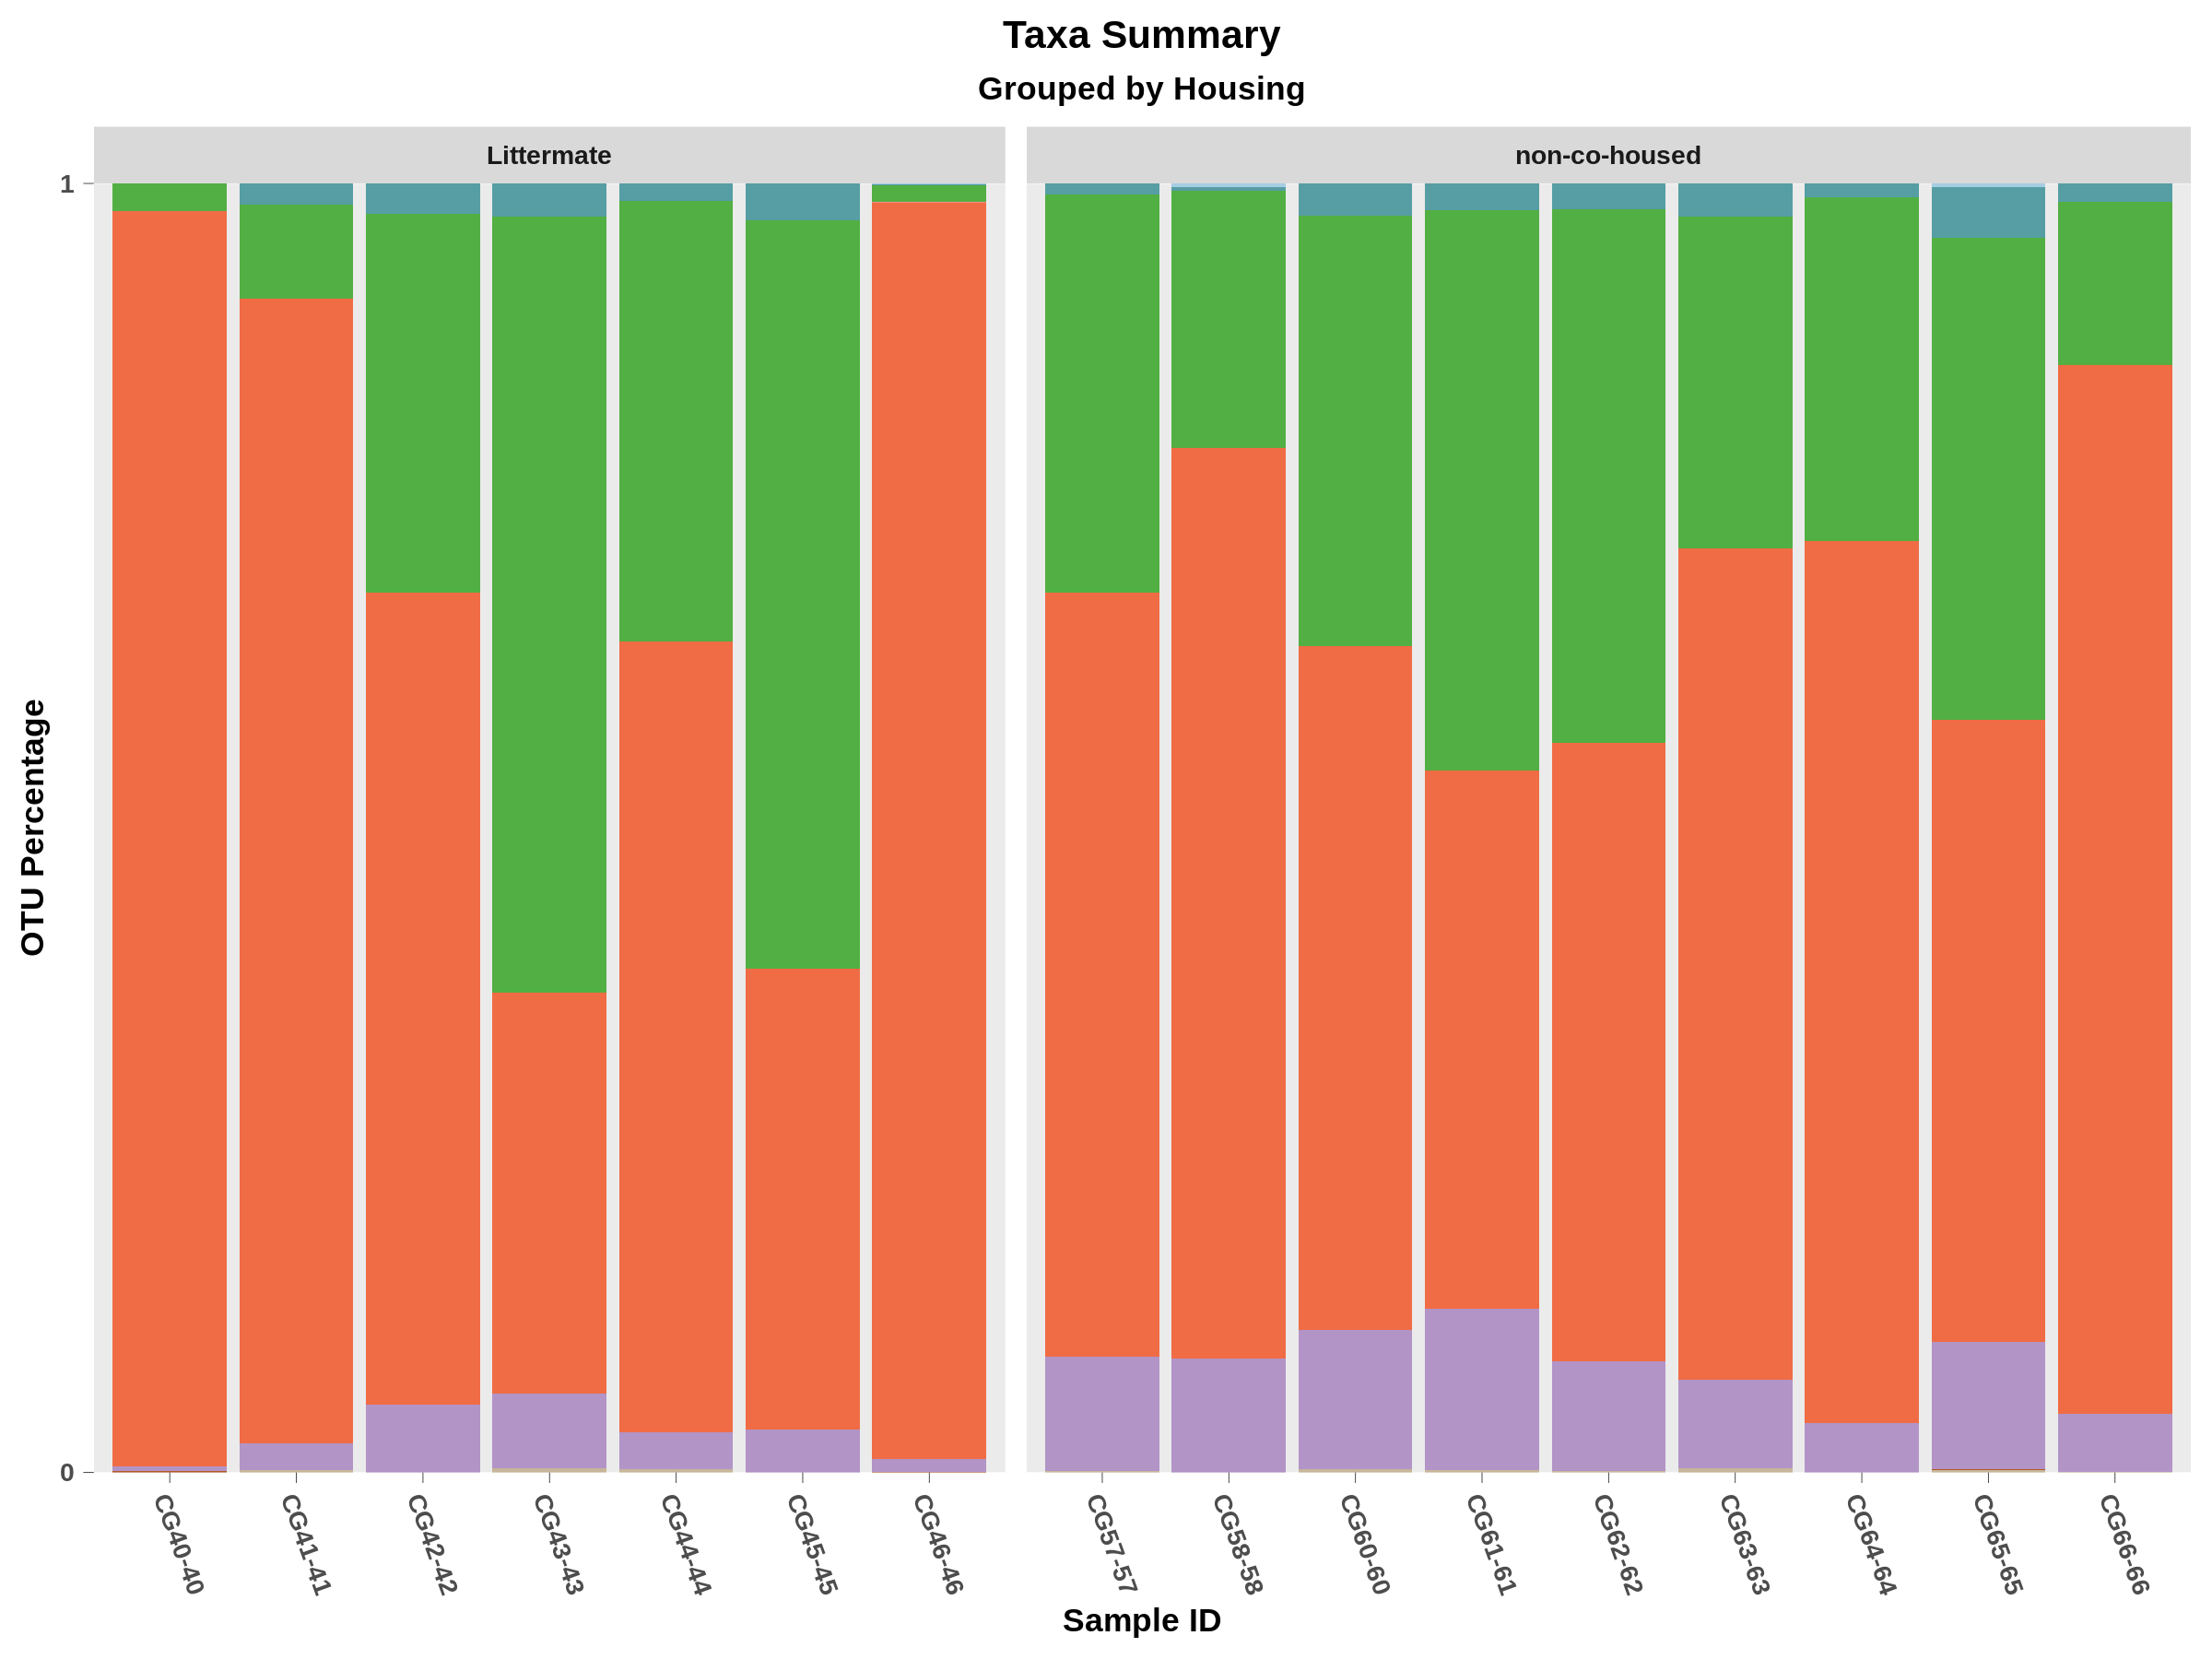 Taxa Summary
Grouped by Housing
Littermate
non-co-housed
1
0
OTU Percentage
CG40-40
CG41-41
CG42-42
CG43-43
CG44-44
CG45-45
CG46-46
CG57-57
CG58-58
CG60-60
CG61-61
CG62-62
CG63-63
CG64-64
CG65-65
CG66-66
Sample ID